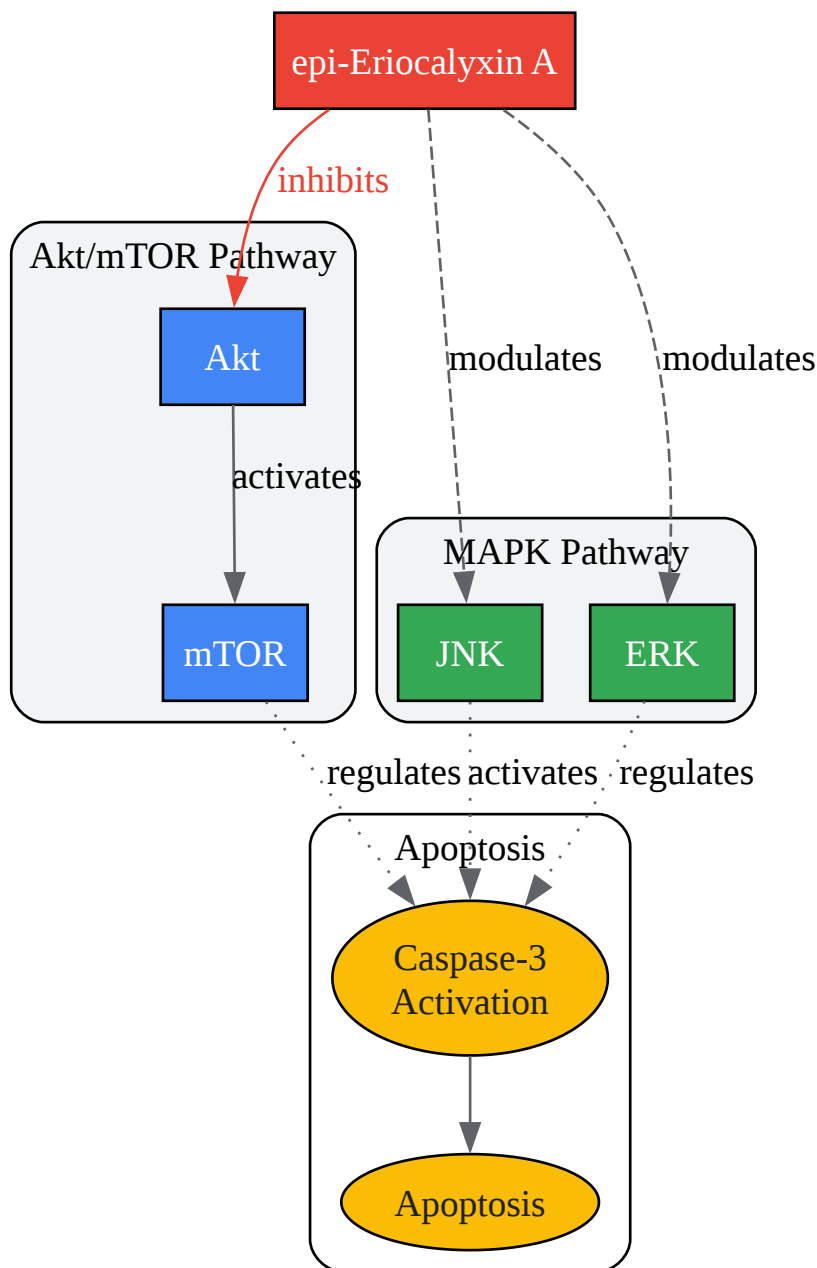 epi-Eriocalyxin A
inhibits
Akt/mTOR Pathway
Akt
modulates
modulates
activates
MAPK Pathway
mTOR
JNK
ERK
regulates
activates
regulates
Apoptosis
Caspase-3
Activation
Apoptosis